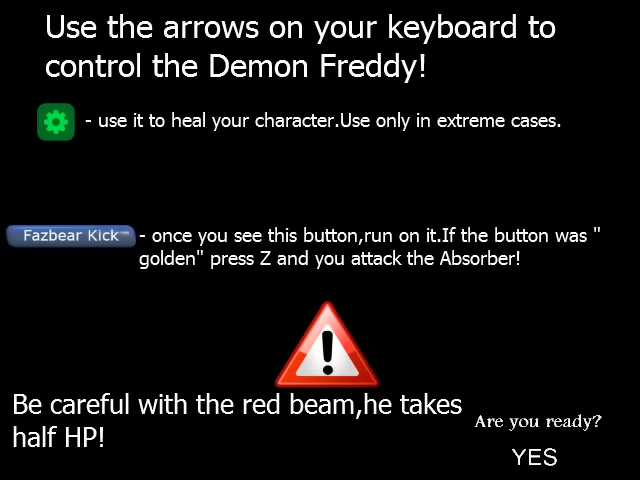 Use the arrows on your keyboard to
control the Demon Freddy!
- use it to heal your character.Use only in extreme cases.
Fazbear Kick
- once you see this button,run on it.If the button was "
golden" press Z and you attack the Absorber!
!
Be careful with the red beam,he takes
half HP!
Are you ready?
YES